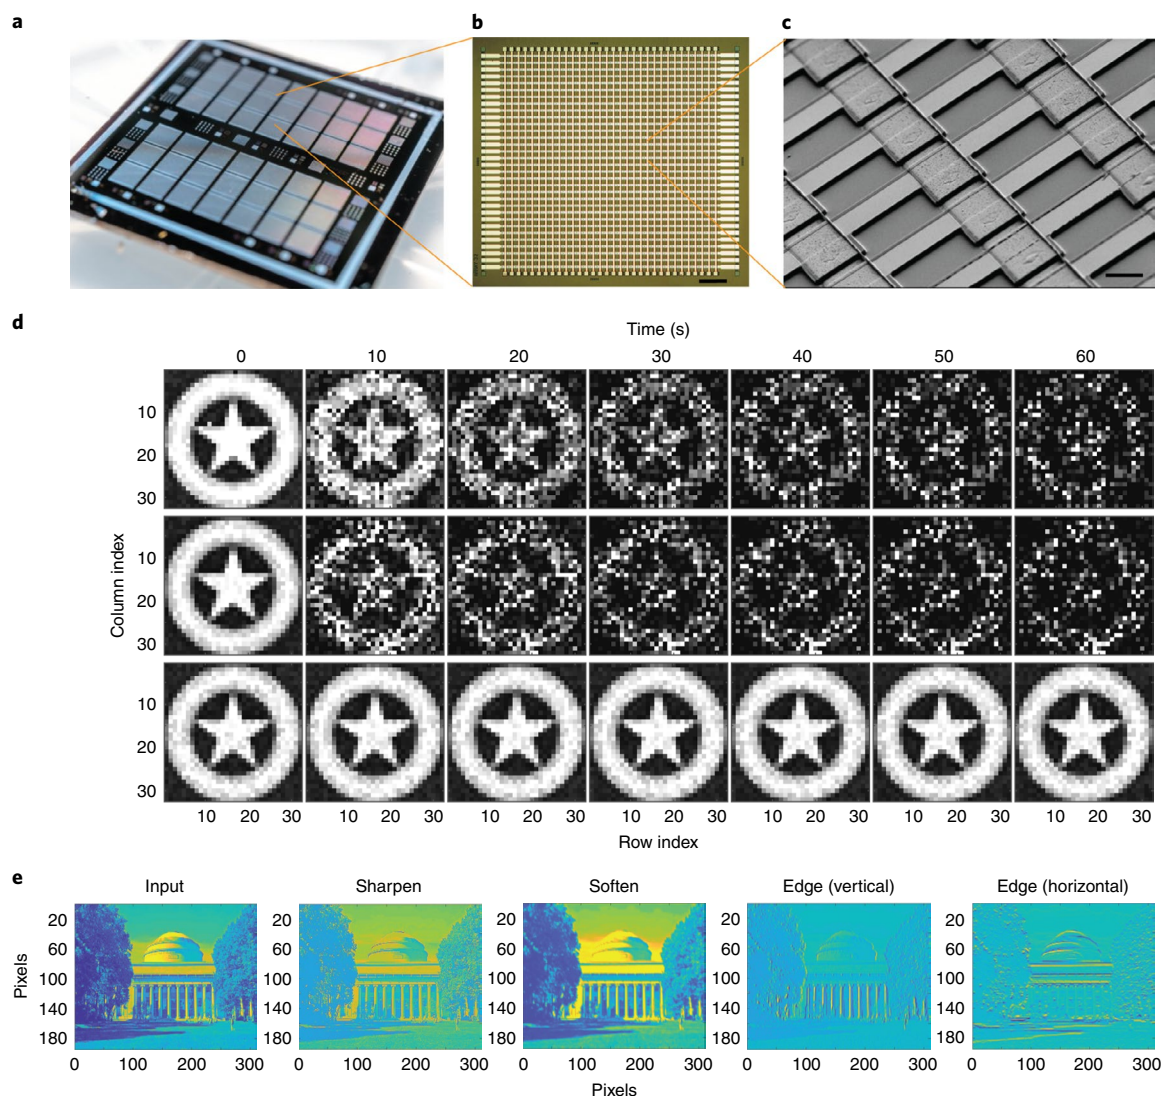 a
b
c
d
Time (s)
0 10 20 30 40 50 60
10
20
30
10
20
30
10
20
30
Column index
10 20 30 10 20 30 10 20 30 10 20 30 10 20 30 10 20 30 10 20 30
Row index
e
Input Sharpen Soften Edge (vertical) Edge (horizontal)
20 20 20 20 20
60 60 60 60 60
100 100 100 100 100
140 140 140 140 140
180 180 180 180 180
Pixels
0 100 200 300 0 100 200 300 0 100 200 300 0 100 200 300 0 100 200 300
Pixels